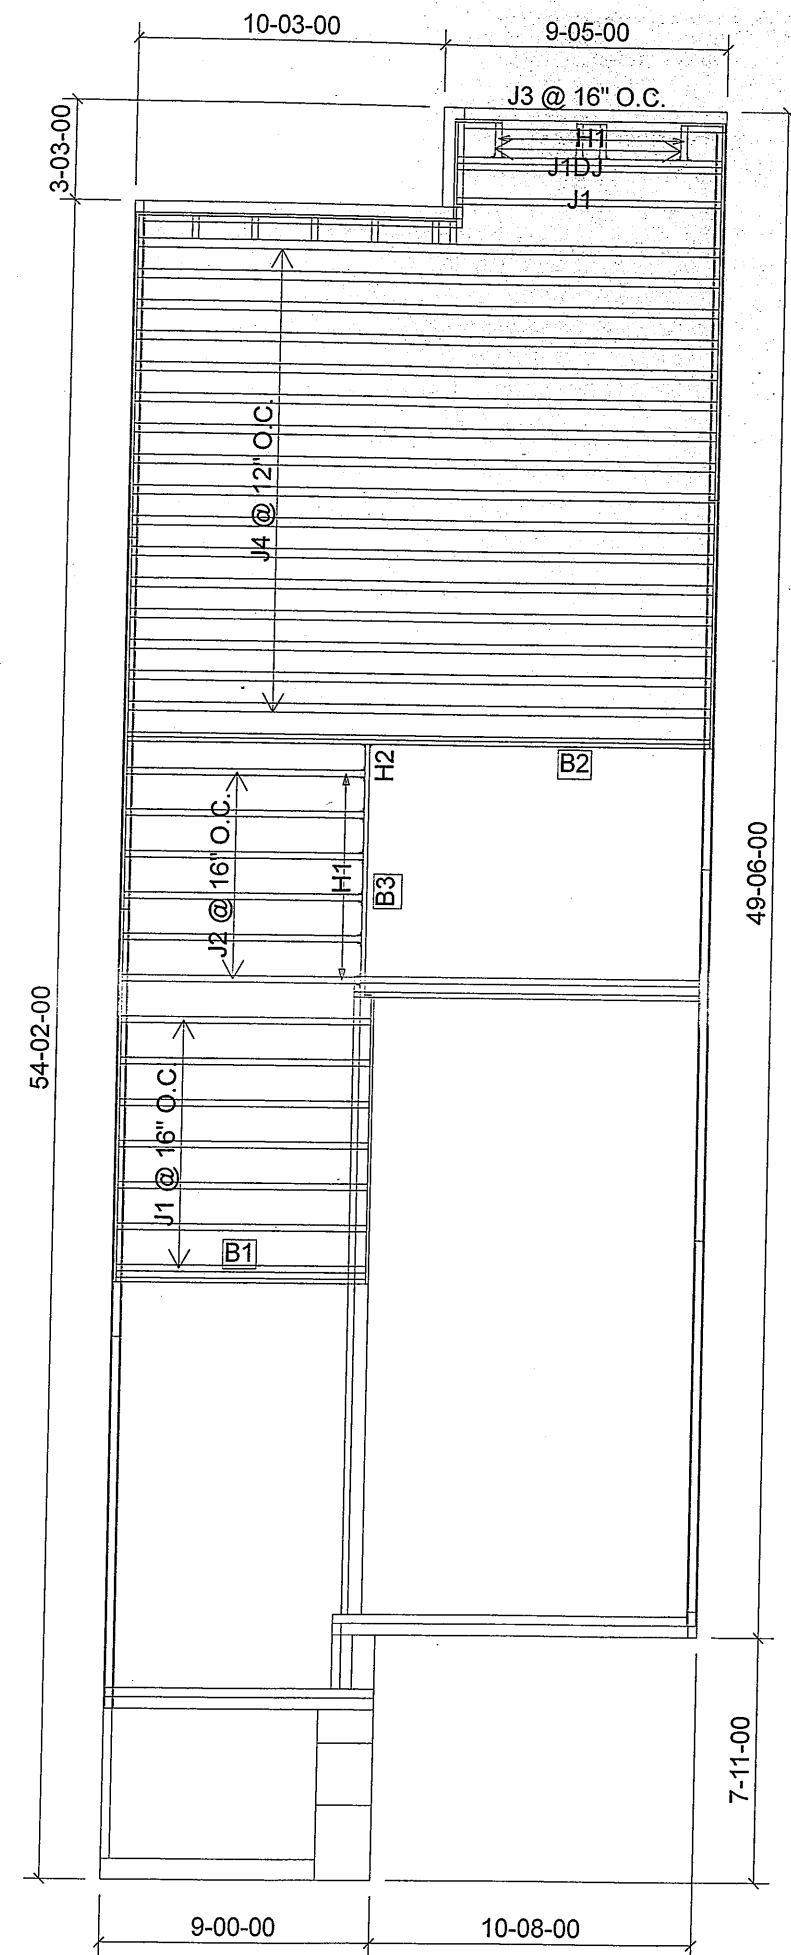 10-03-00
9-05-00
J3 @ 16" O.C.
3-03-00
H1
J1DJ
J1
J4 @ 12" O.C.
H2
B2
J2 @ 16" O.C.
H1
B3
49-06-00
54-02-00
J1 @ 16" O.C.
B1
7-11-00
9-00-00
10-08-00